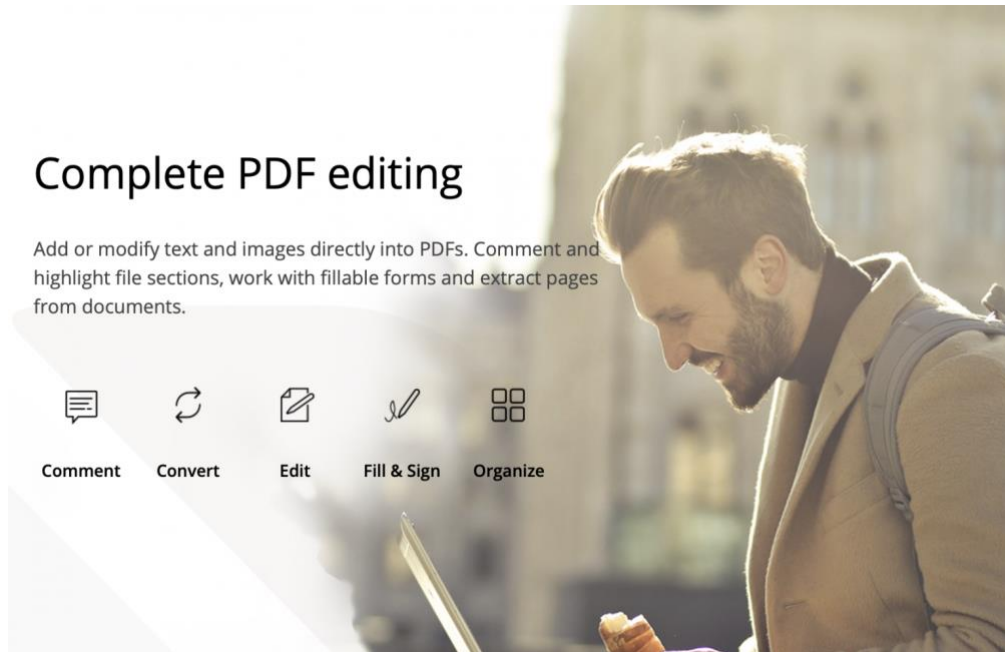 Complete PDF editing
Add or modify text and images directly into PDFs. Comment and
highlight file sections, work with fillable forms and extract pages
from documents.
Comment Convert Edit Fill & Sign Organize